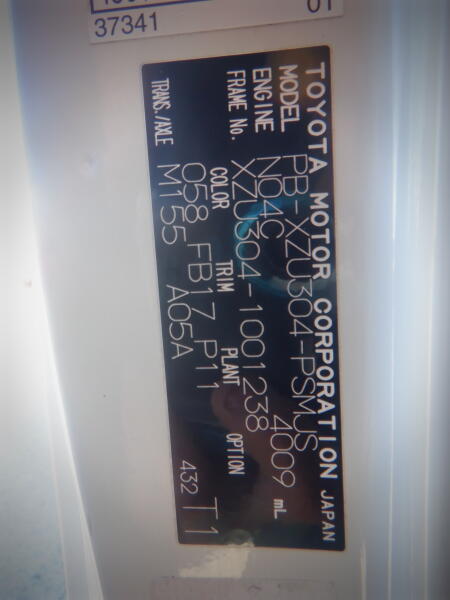 37341
01
TOYOTA MOTOR CORPORATION JAPAN
MODEL PB-XZU304-PSMJS
ENGINE N04C 4009 mL
FRAME No. XZU304-1001238
COLOR TRIM PLANT OPTION
058 FB17 P11
TRANS./AXLE M155 A05A
432 T 1